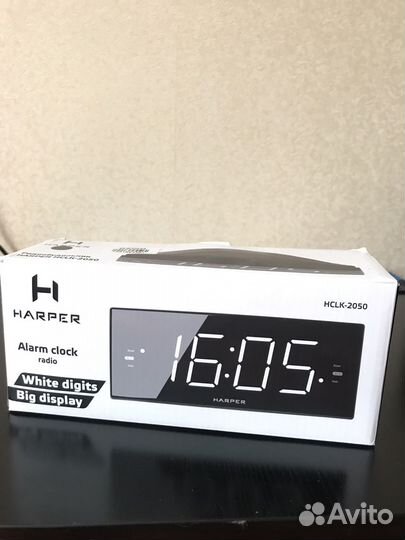 HCLK-2050
HARPER
Alarm clock
radio
White digits
Big display
16:05
HARPER
Avito